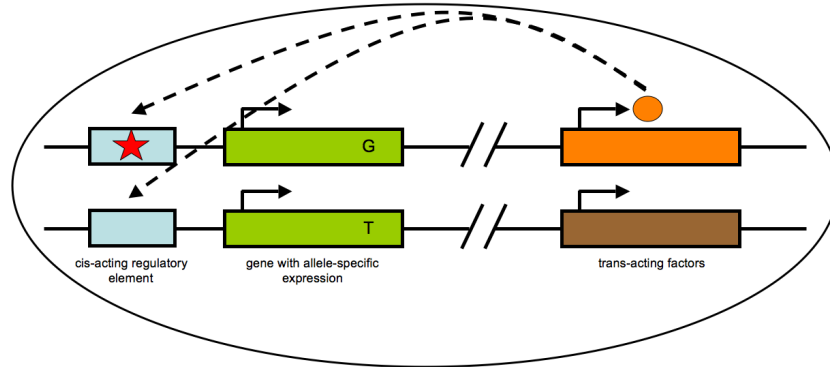 G
T
cis-acting regulatory
element
gene with allele-specific
expression
trans-acting factors